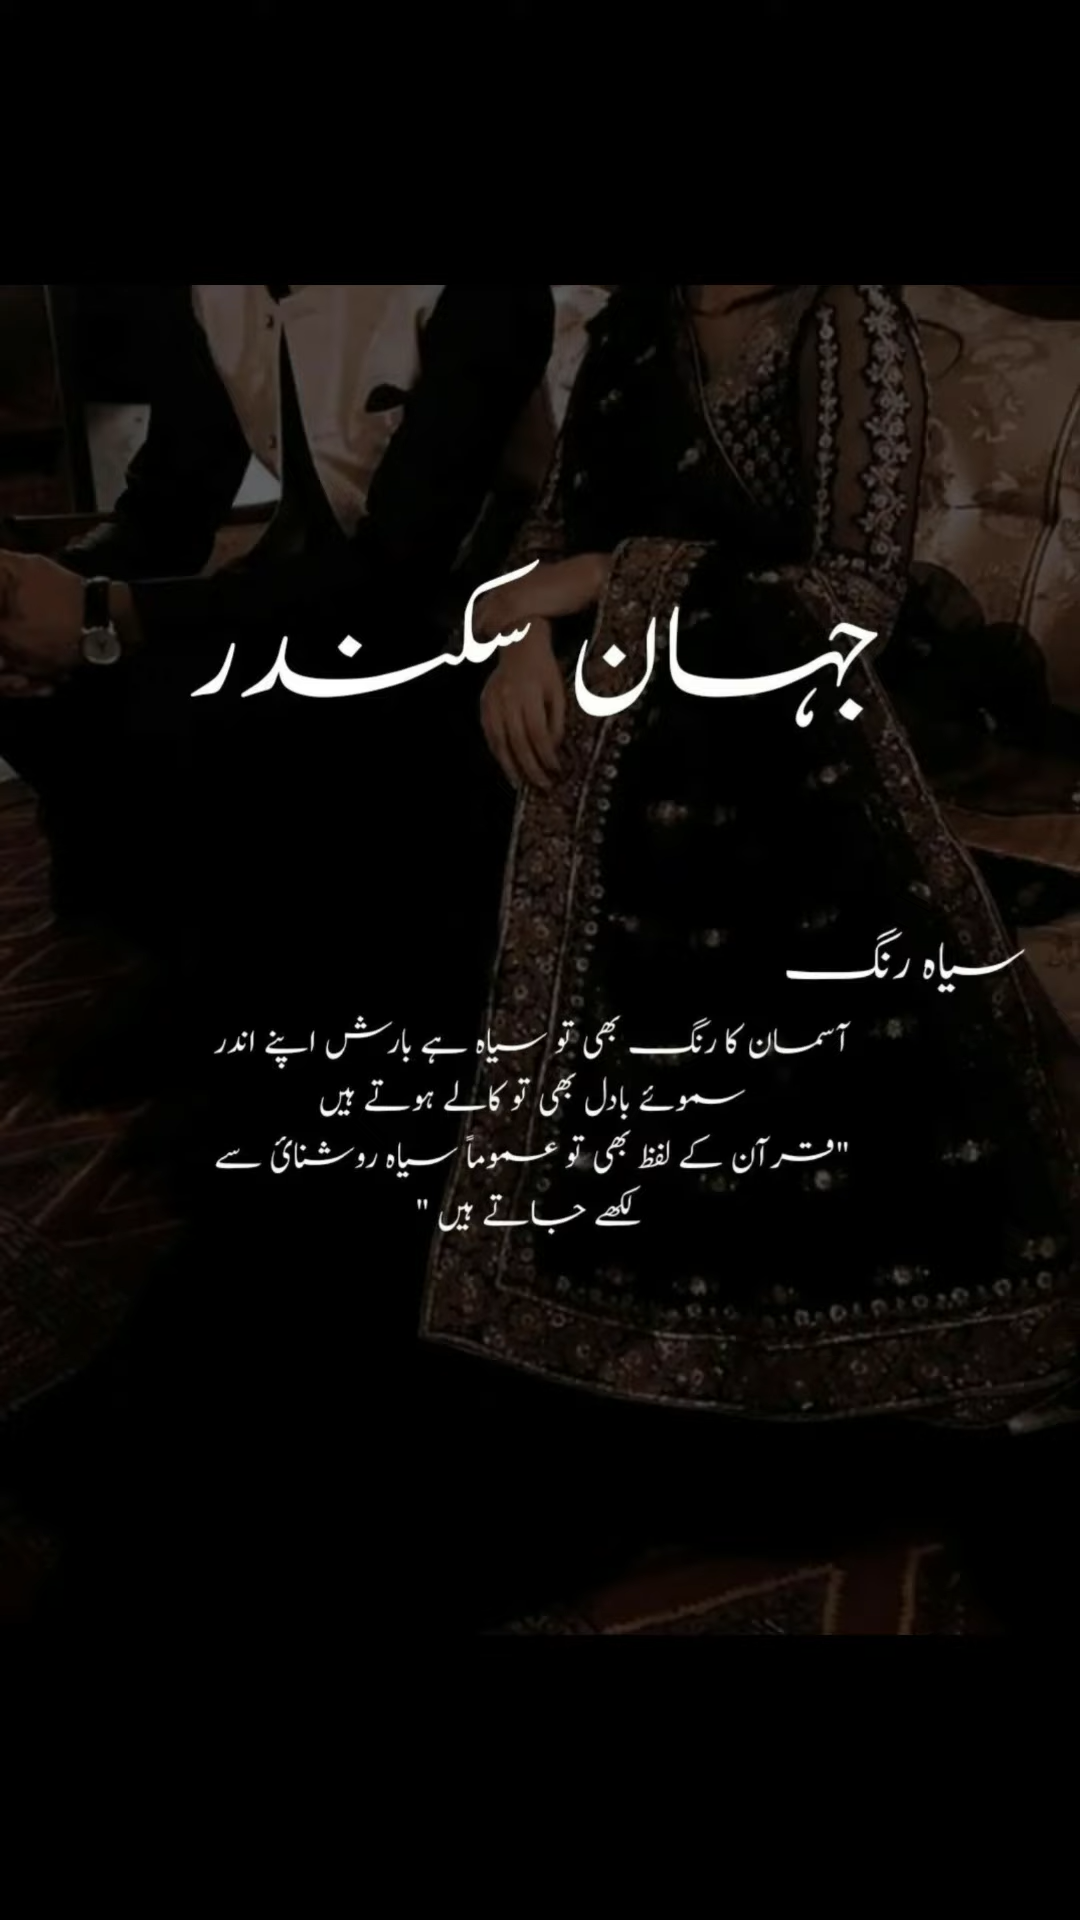 جہان سکندر
سیاہ رنگ
آسمان کا رنگ بھی تو سیاہ ہے بارش اپنے اندر
سموئے بادل بھی تو کالے ہوتے ہیں
"قرآن کے لفظ بھی تو عموماً سیاہ روشنائ سے
لکھے جاتے ہیں "